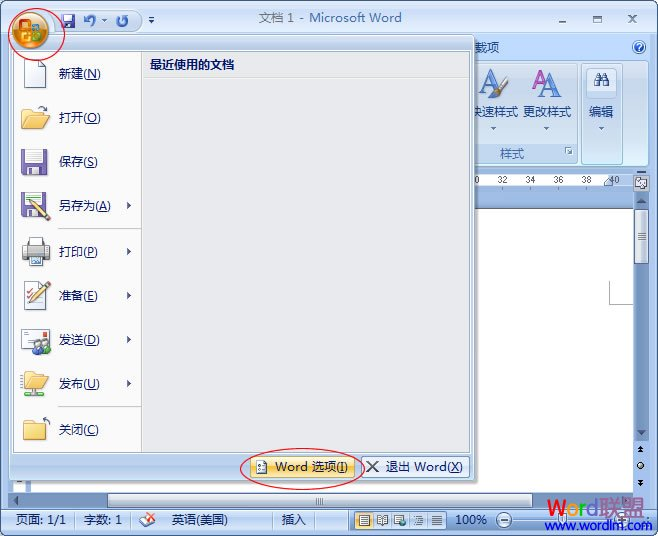 文档 1 - Microsoft Word
载项
最近使用的文档
新建(N)
打开(O)
保存(S)
另存为(A)
打印(P)
准备(E)
发送(D)
发布(U)
关闭(C)
快速样式 更改样式 编辑
样式
32 34 36 38 40
Word 选项(I) 退出 Word(X)
页面: 1/1 字数: 1 英语(美国) 插入 100%
Word联盟
www.wordlm.com